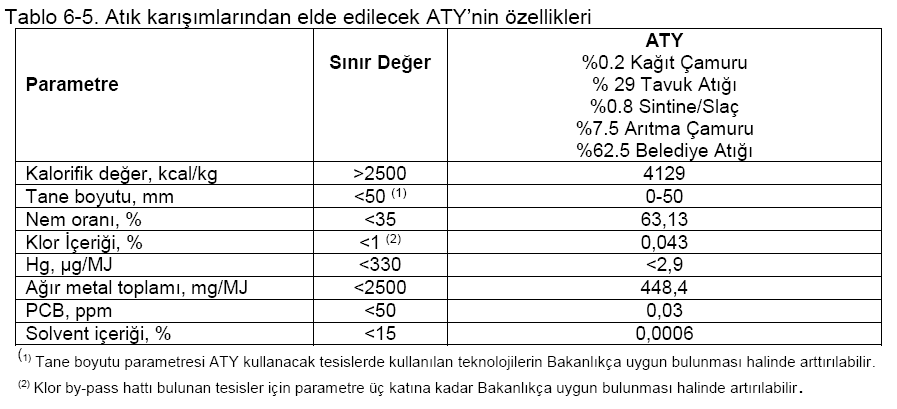 Tablo 6-5. Atık karışımlarından elde edilecek ATY'nin özellikleri
Parametre Sınır Değer ATY
%0.2 Kağıt Çamuru
% 29 Tavuk Atığı
%0.8 Sintine/Slaç
%7.5 Arıtma Çamuru
%62.5 Belediye Atığı
Kalorifik değer, kcal/kg >2500 4129
Tane boyutu, mm <50 (1) 0-50
Nem oranı, % <35 63,13
Klor İçeriği, % <1 (2) 0,043
Hg, µg/MJ <330 <2,9
Ağır metal toplamı, mg/MJ <2500 448,4
PCB, ppm <50 0,03
Solvent içeriği, % <15 0,0006
(1) Tane boyutu parametresi ATY kullanacak tesislerde kullanılan teknolojilerin Bakanlıkça uygun bulunması halinde arttırılabilir.
(2) Klor by-pass hattı bulunan tesisler için parametre üç katına kadar Bakanlıkça uygun bulunması halinde artırılabilir.